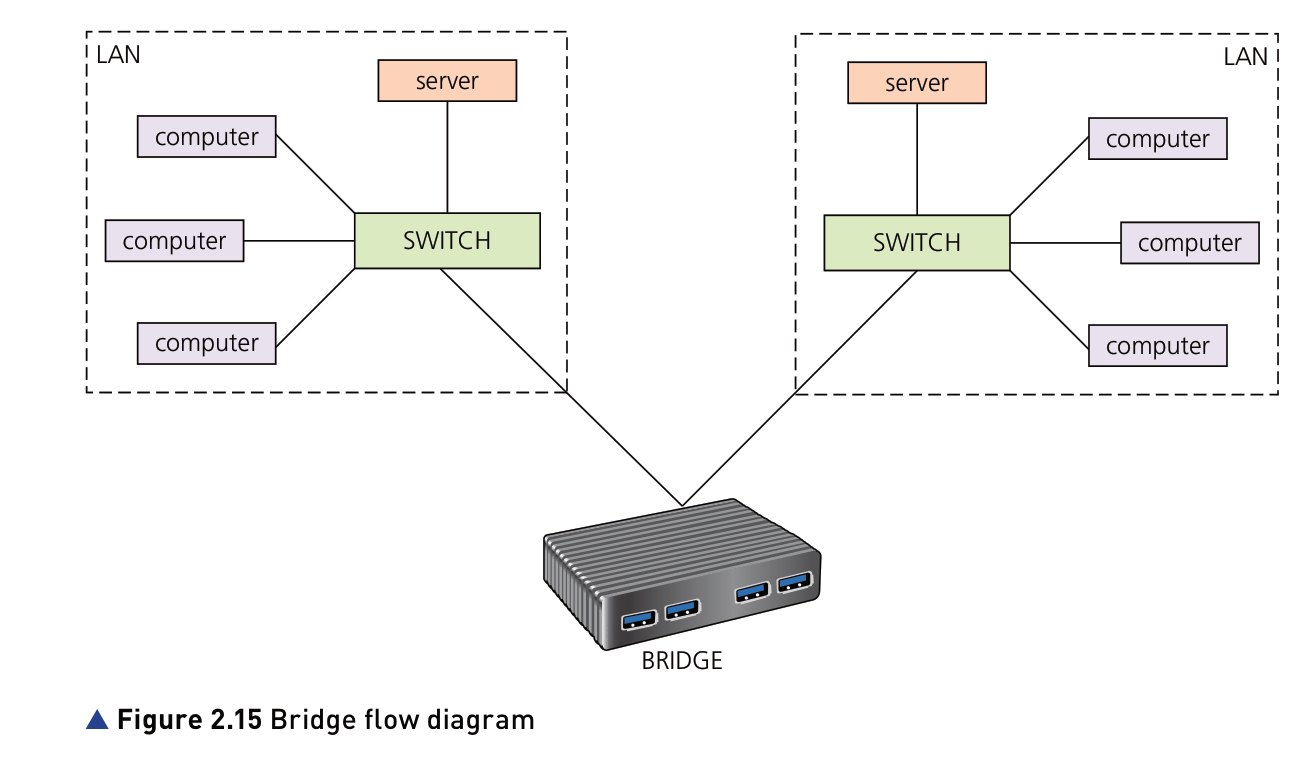 LAN
server
computer
computer
SWITCH
computer
LAN
server
computer
SWITCH
computer
computer
BRIDGE
▲ Figure 2.15 Bridge flow diagram